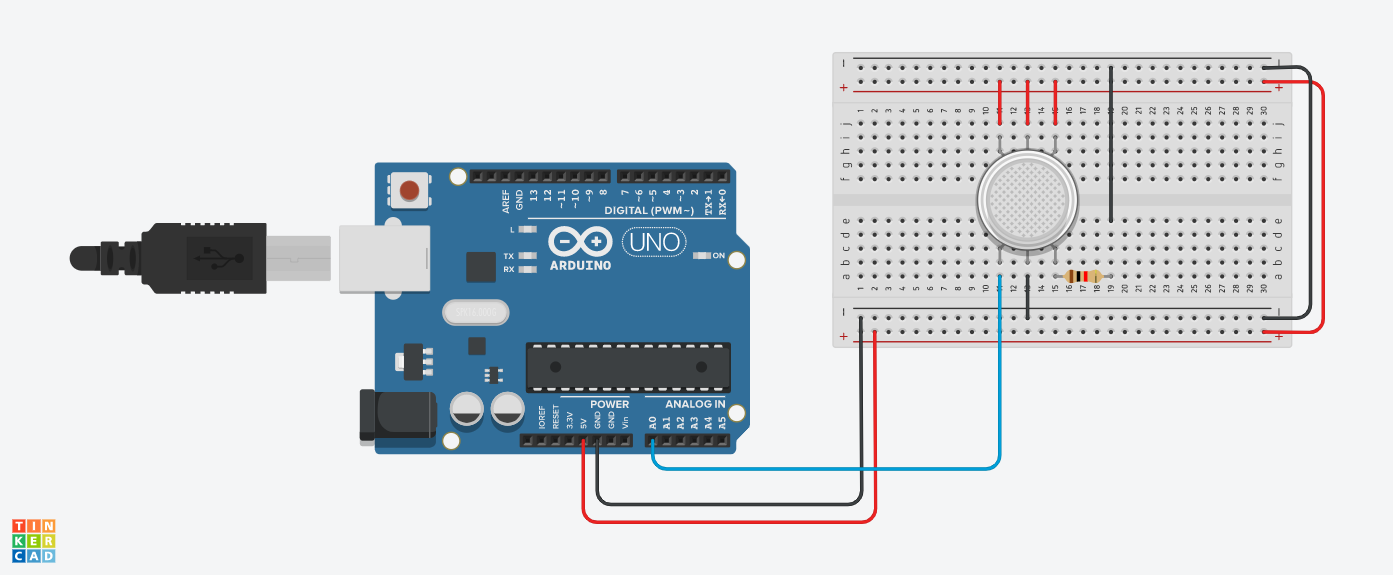 AREF
GND
13
12
~11
~10
~9
8
7
~6
~5
4
~3
2
TX→1
RX←0
DIGITAL (PWM~)
L
TX
RX
ARDUINO
UNO
ON
POWER
ANALOG IN
IOREF
RESET
3.3V
5V
GND
GND
Vin
A0
A1
A2
A3
A4
A5
− −
+ +
1 2 3 4 5 6 7 8 9 10 12 14 16 17 18 19 20 21 22 23 24 25 26 27 28 29 30
j j
i i
h h
g g
f f
e e
d d
c c
b b
a a
1 2 3 4 5 6 7 8 9 10 11 12 13 14 15 16 17 18 19 20 21 22 23 24 25 26 27 28 29 30
− −
+ +
TIN
KER
CAD